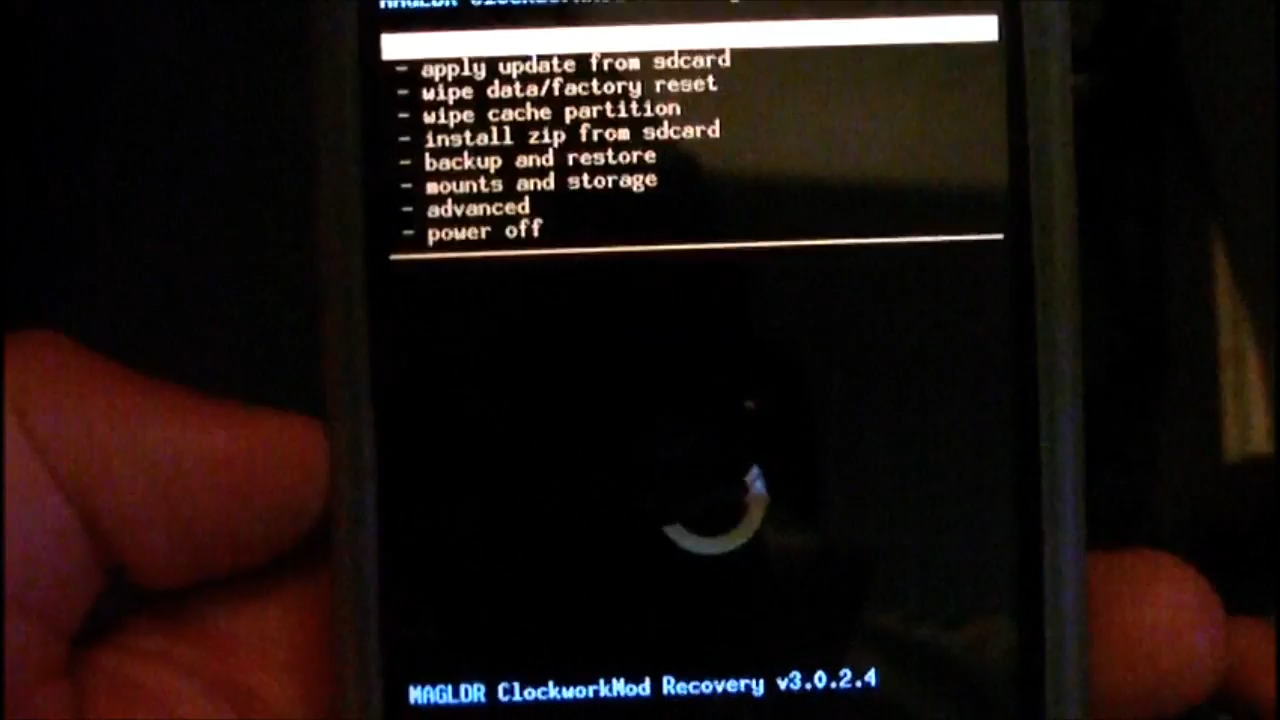 MAGLDR
- apply update from sdcard
- wipe data/factory reset
- wipe cache partition
- install zip from sdcard
- backup and restore
- mounts and storage
- advanced
- power off
MAGLDR ClockworkMod Recovery v3.0.2.4